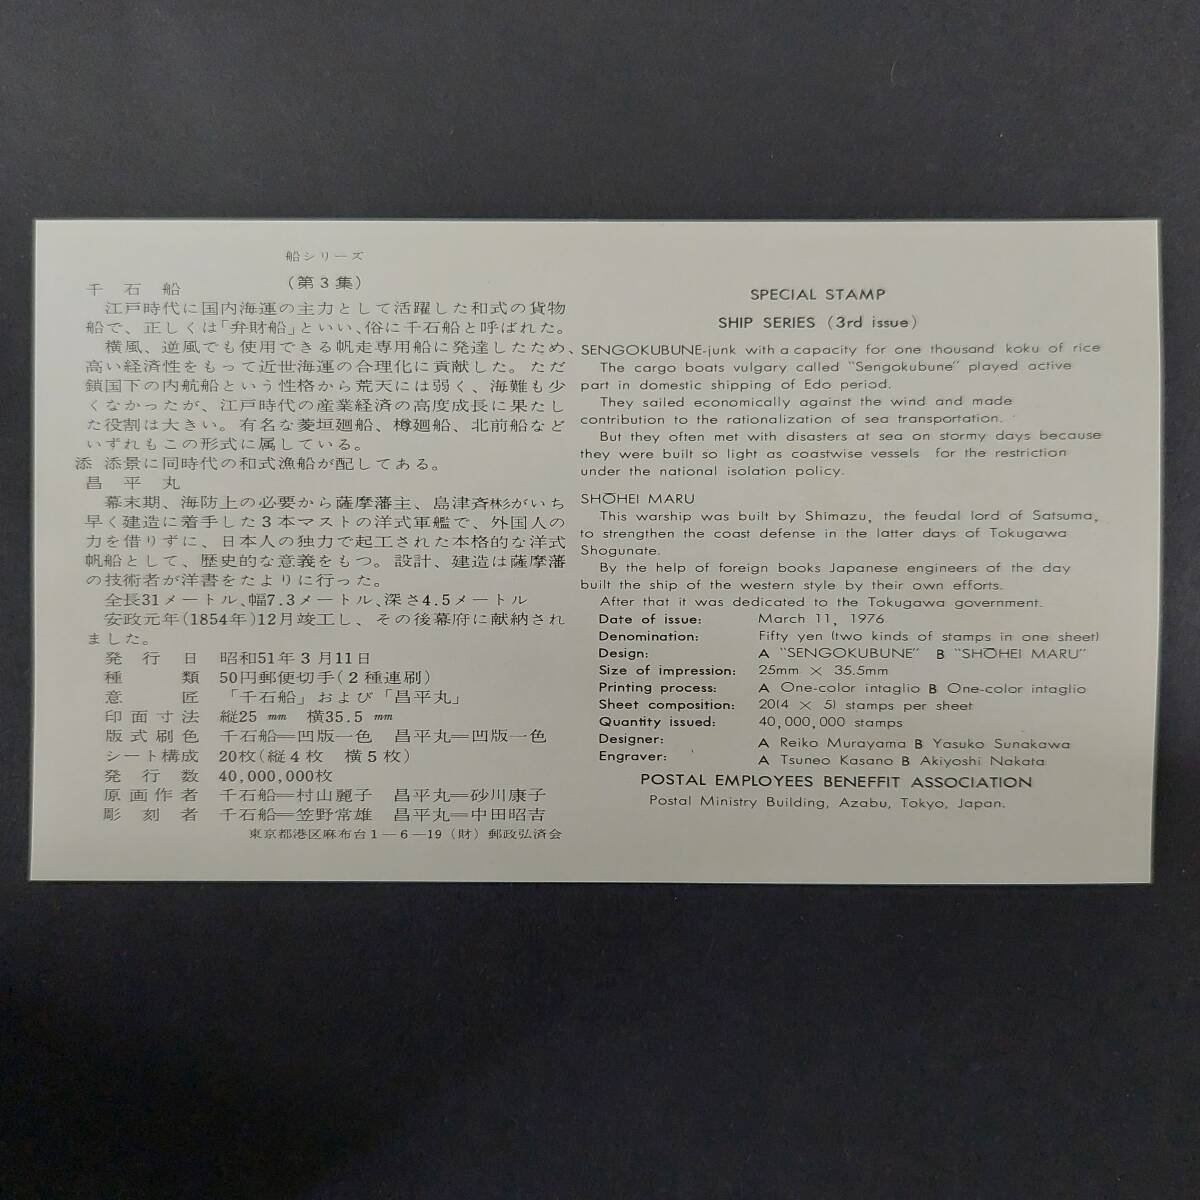 船シリーズ
（第３集）
千石船
江戸時代に国内海運の主力として活躍した和式の貨物
船で、正しくは「弁財船」といい、俗に千石船と呼ばれた。
横風、逆風でも使用できる帆走専用船に発達したため、
高い経済性をもって近世海運の合理化に貢献した。ただ
鎖国下の内航船という性格から荒天には弱く、海難も少
くなかったが、江戸時代の産業経済の高度成長に果たし
た役割は大きい。有名な菱垣廻船、樽廻船、北前船など
いずれもこの形式に属している。
添 添景に同時代の和式漁船が配してある。
昌平丸
幕末期、海防上の必要から薩摩藩主、島津斉彬がいち
早く建造に着手した３本マストの洋式軍艦で、外国人の
力を借りずに、日本人の独力で起工された本格的な洋式
帆船として、歴史的な意義をもつ。設計、建造は薩摩藩
の技術者が洋書をたよりに行った。
全長31メートル、幅7.3メートル、深さ4.5メートル
安政元年(1854年)12月竣工し、その後幕府に献納され
ました。
発行日 昭和51年３月11日
種類 50円郵便切手(２種連刷)
意匠 「千石船」および「昌平丸」
印面寸法 縦25㎜ 横35.5㎜
版式刷色 千石船＝凹版一色 昌平丸＝凹版一色
シート構成 20枚(縦４枚 横５枚)
発行数 40,000,000枚
原画作者 千石船＝村山麗子 昌平丸＝砂川康子
彫刻者 千石船＝笠野常雄 昌平丸＝中田昭吉
東京都港区麻布台１―６―19（財）郵政弘済会
SPECIAL STAMP
SHIP SERIES (3rd issue)
SENGOKUBUNE-junk with a capacity for one thousand koku of rice
The cargo boats vulgary called "Sengokubune" played active
part in domestic shipping of Edo period.
They sailed economically against the wind and made
contribution to the rationalization of sea transportation.
But they often met with disasters at sea on stormy days because
they were built so light as coastwise vessels for the restriction
under the national isolation policy.
SHŌHEI MARU
This warship was built by Shimazu, the feudal lord of Satsuma,
to strengthen the coast defense in the latter days of Tokugawa
Shogunate.
By the help of foreign books Japanese engineers of the day
built the ship of the western style by their own efforts.
After that it was dedicated to the Tokugawa government.
Date of issue: March 11, 1976
Denomination: Fifty yen (two kinds of stamps in one sheet)
Design: A "SENGOKUBUNE" B "SHŌHEI MARU"
Size of impression: 25mm × 35.5mm
Printing process: A One-color intaglio B One-color intaglio
Sheet composition: 20(4 × 5) stamps per sheet
Quantity issued: 40,000,000 stamps
Designer: A Reiko Murayama B Yasuko Sunakawa
Engraver: A Tsuneo Kasano B Akiyoshi Nakata
POSTAL EMPLOYEES BENEFFIT ASSOCIATION
Postal Ministry Building, Azabu, Tokyo, Japan.